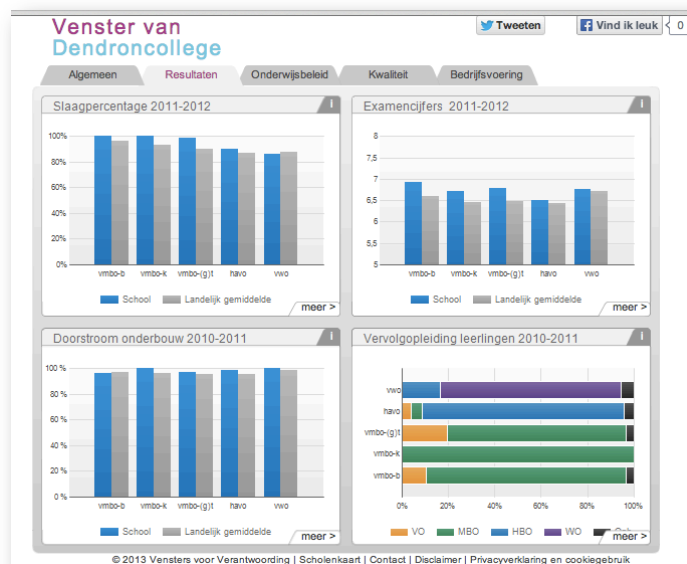 Venster van
Dendroncollege
Tweeten
Vind ik leuk
0
Algemeen
Resultaten
Onderwijsbeleid
Kwaliteit
Bedrijfsvoering
Slaagpercentage 2011-2012
i
100%
80%
60%
40%
20%
0%
vmbo-b
vmbo-k
vmbo-(g)t
havo
vwo
School
Landelijk gemiddelde
meer >
Examencijfers 2011-2012
i
8
7,5
7
6,5
6
5,5
5
vmbo-b
vmbo-k
vmbo-(g)t
havo
vwo
School
Landelijk gemiddelde
meer >
Doorstroom onderbouw 2010-2011
i
100 %
80 %
60 %
40 %
20 %
0 %
vmbo-b
vmbo-k
vmbo-(g)t
havo
vwo
School
Landelijk gemiddelde
meer >
Vervolgopleiding leerlingen 2010-2011
i
vwo
havo
vmbo-(g)t
vmbo-k
vmbo-b
0%
20%
40%
60%
80%
100%
VO
MBO
HBO
WO
meer >
© 2013 Vensters voor Verantwoording | Scholenkaart | Contact | Disclaimer | Privacyverklaring en cookiegebruik